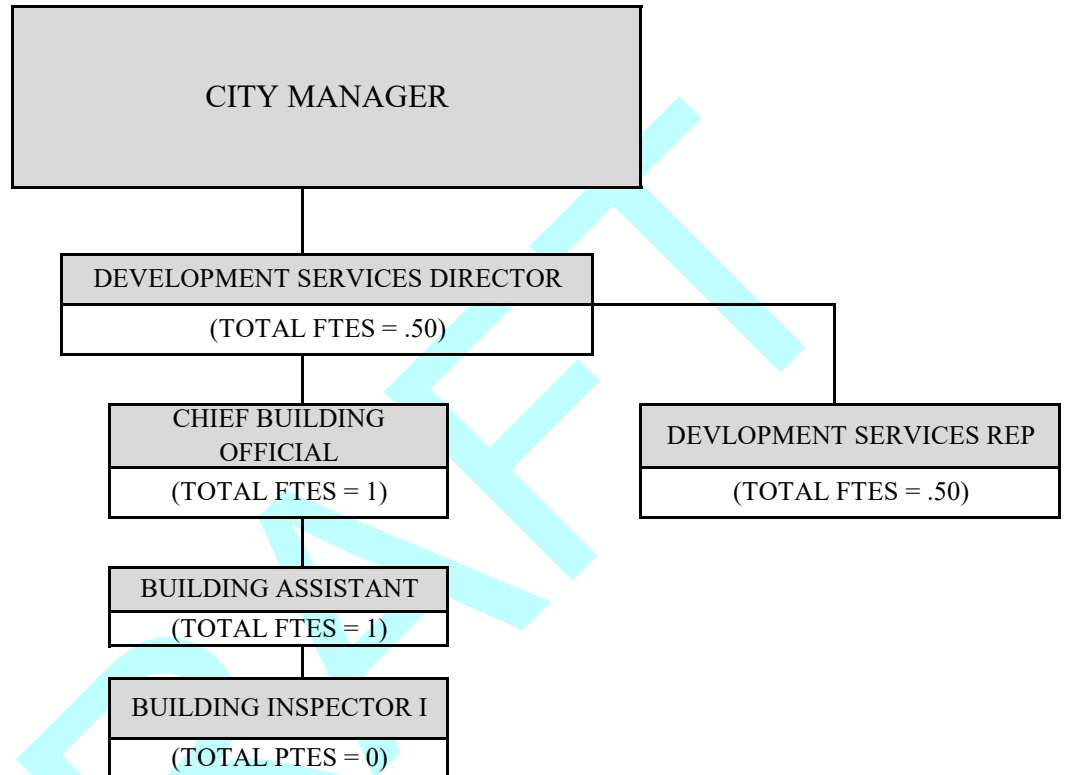 CITY MANAGER
DEVELOPMENT SERVICES DIRECTOR
(TOTAL FTES = .50)
CHIEF BUILDING
OFFICIAL
(TOTAL FTES = 1)
DEVLOPMENT SERVICES REP
(TOTAL FTES = .50)
BUILDING ASSISTANT
(TOTAL FTES = 1)
BUILDING INSPECTOR I
(TOTAL PTES = 0)
DRAFT